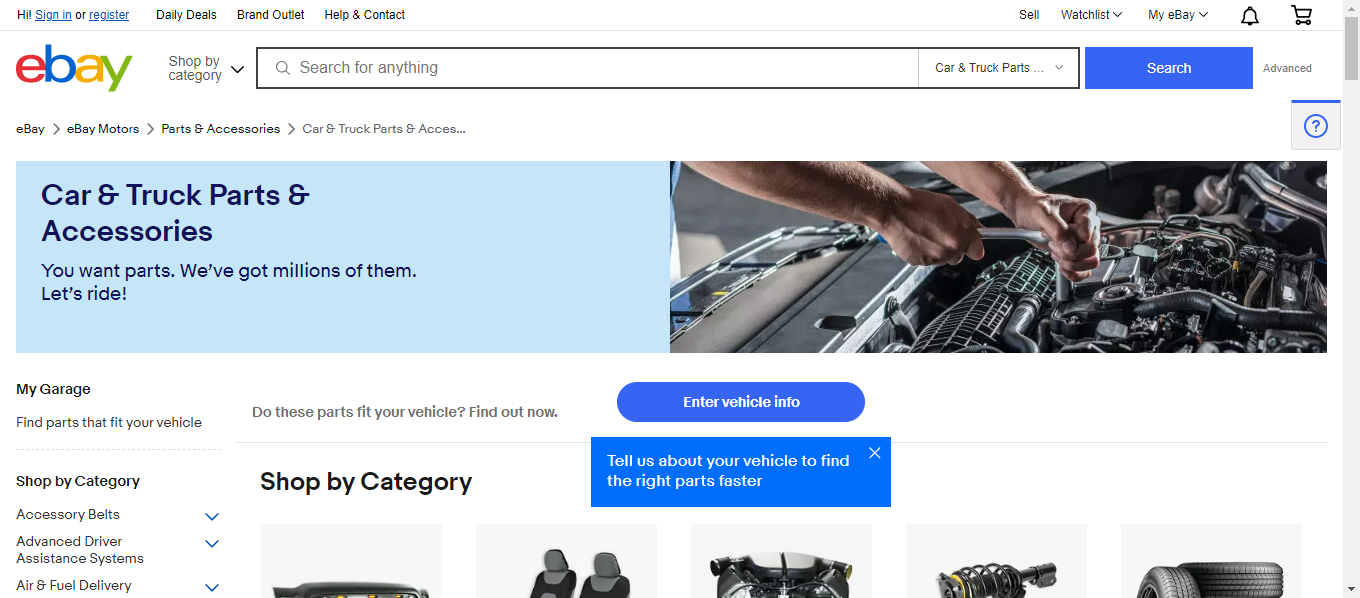 Hi! Sign in or register
Daily Deals
Brand Outlet
Help & Contact
Sell
Watchlist
My eBay
ebay
Shop by
category
Search for anything
Car & Truck Parts ...
Search
Advanced
eBay
eBay Motors
Parts & Accessories
Car & Truck Parts & Acces...
?
Car & Truck Parts &
Accessories
You want parts. We've got millions of them.
Let's ride!
My Garage
Find parts that fit your vehicle
Do these parts fit your vehicle? Find out now.
Enter vehicle info
Tell us about your vehicle to find
the right parts faster
Shop by Category
Accessory Belts
Advanced Driver
Assistance Systems
Air & Fuel Delivery
Shop by Category